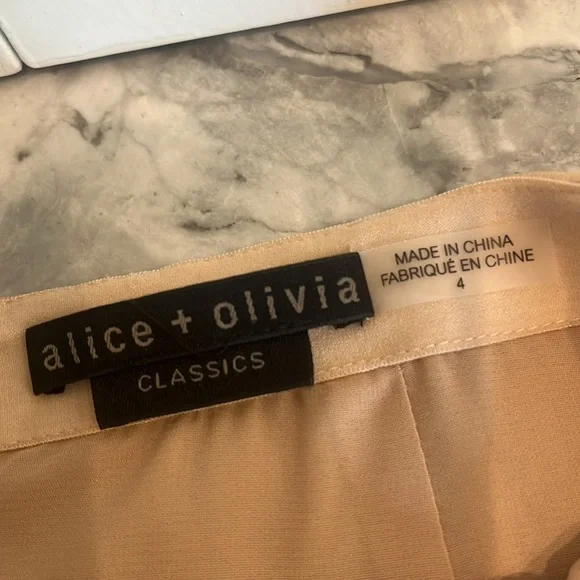 alice + olivia
CLASSICS
MADE IN CHINA
FABRIQUÉ EN CHINE
4